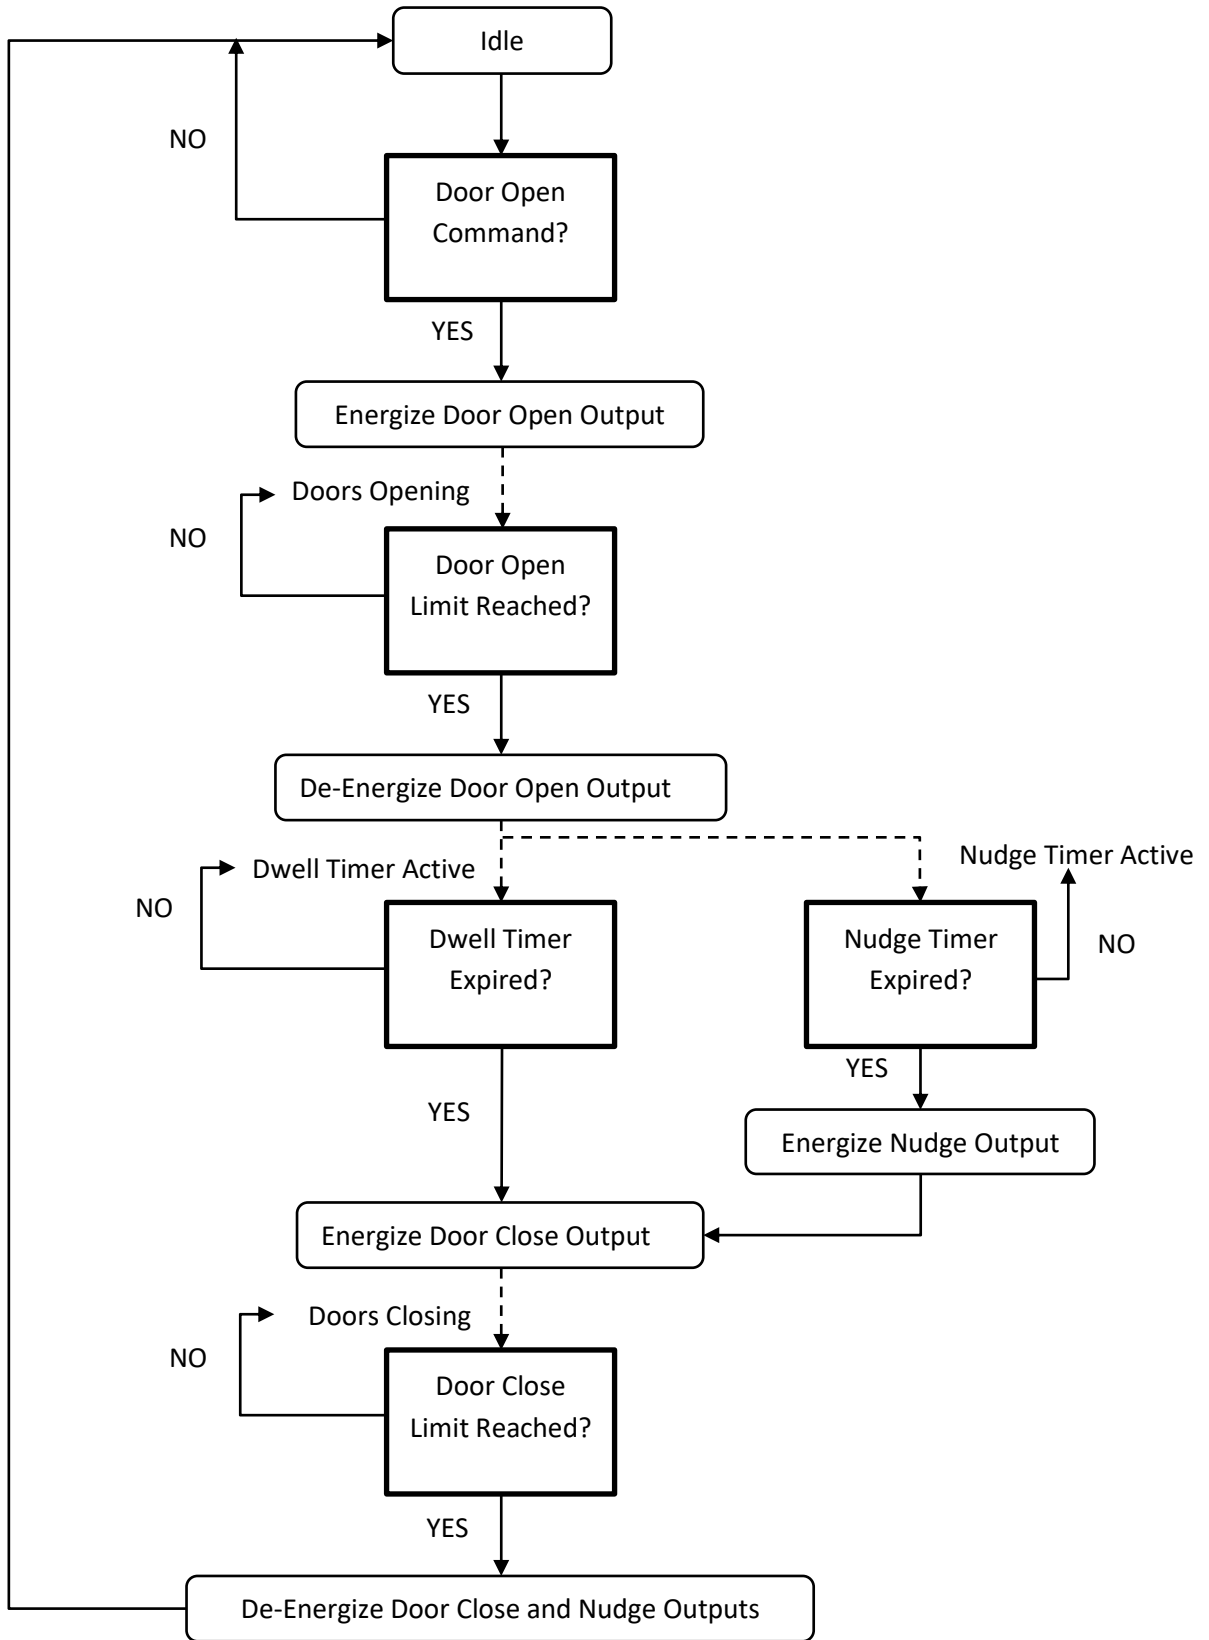 Idle
NO
Door Open
Command?
YES
Energize Door Open Output
Doors Opening
NO
Door Open
Limit Reached?
YES
De-Energize Door Open Output
Dwell Timer Active
Nudge Timer Active
NO
Dwell Timer
Expired?
Nudge Timer
Expired?
NO
YES
YES
Energize Nudge Output
Energize Door Close Output
Doors Closing
NO
Door Close
Limit Reached?
YES
De-Energize Door Close and Nudge Outputs